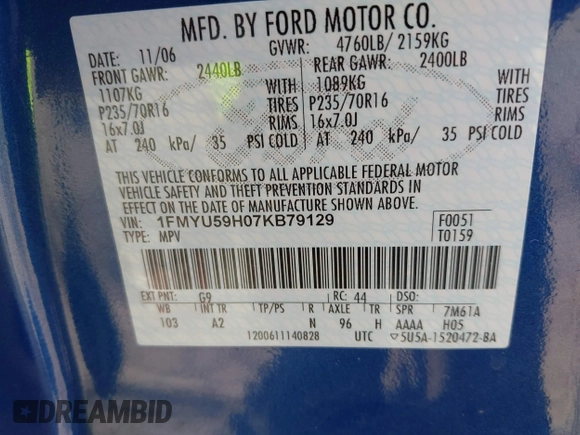 MFD. BY FORD MOTOR CO.
DATE: 11/06 GVWR: 4760LB/ 2159KG
FRONT GAWR: 2440LB REAR GAWR: 2400LB
1107KG WITH 1089KG WITH
P235/70R16 TIRES P235/70R16 TIRES
16x7.0J RIMS 16x7.0J RIMS
AT 240 kPa/ 35 PSI COLD AT 240 kPa/ 35 PSI COLD
THIS VEHICLE CONFORMS TO ALL APPLICABLE FEDERAL MOTOR
VEHICLE SAFETY AND THEFT PREVENTION STANDARDS IN
EFFECT ON THE DATE OF MANUFACTURE SHOWN ABOVE.
VIN: 1FMYU59H07KB79129 F0051
TYPE: MPV T0159
EXT PNT: G9 RC: 44 DSO:
WB INT TR TP/PS R AXLE TR SPR 7M61A
103 A2 N 96 H AAAA H05
1200611140828 UTC ▽5U5A-1520472-BA
DREAMBID